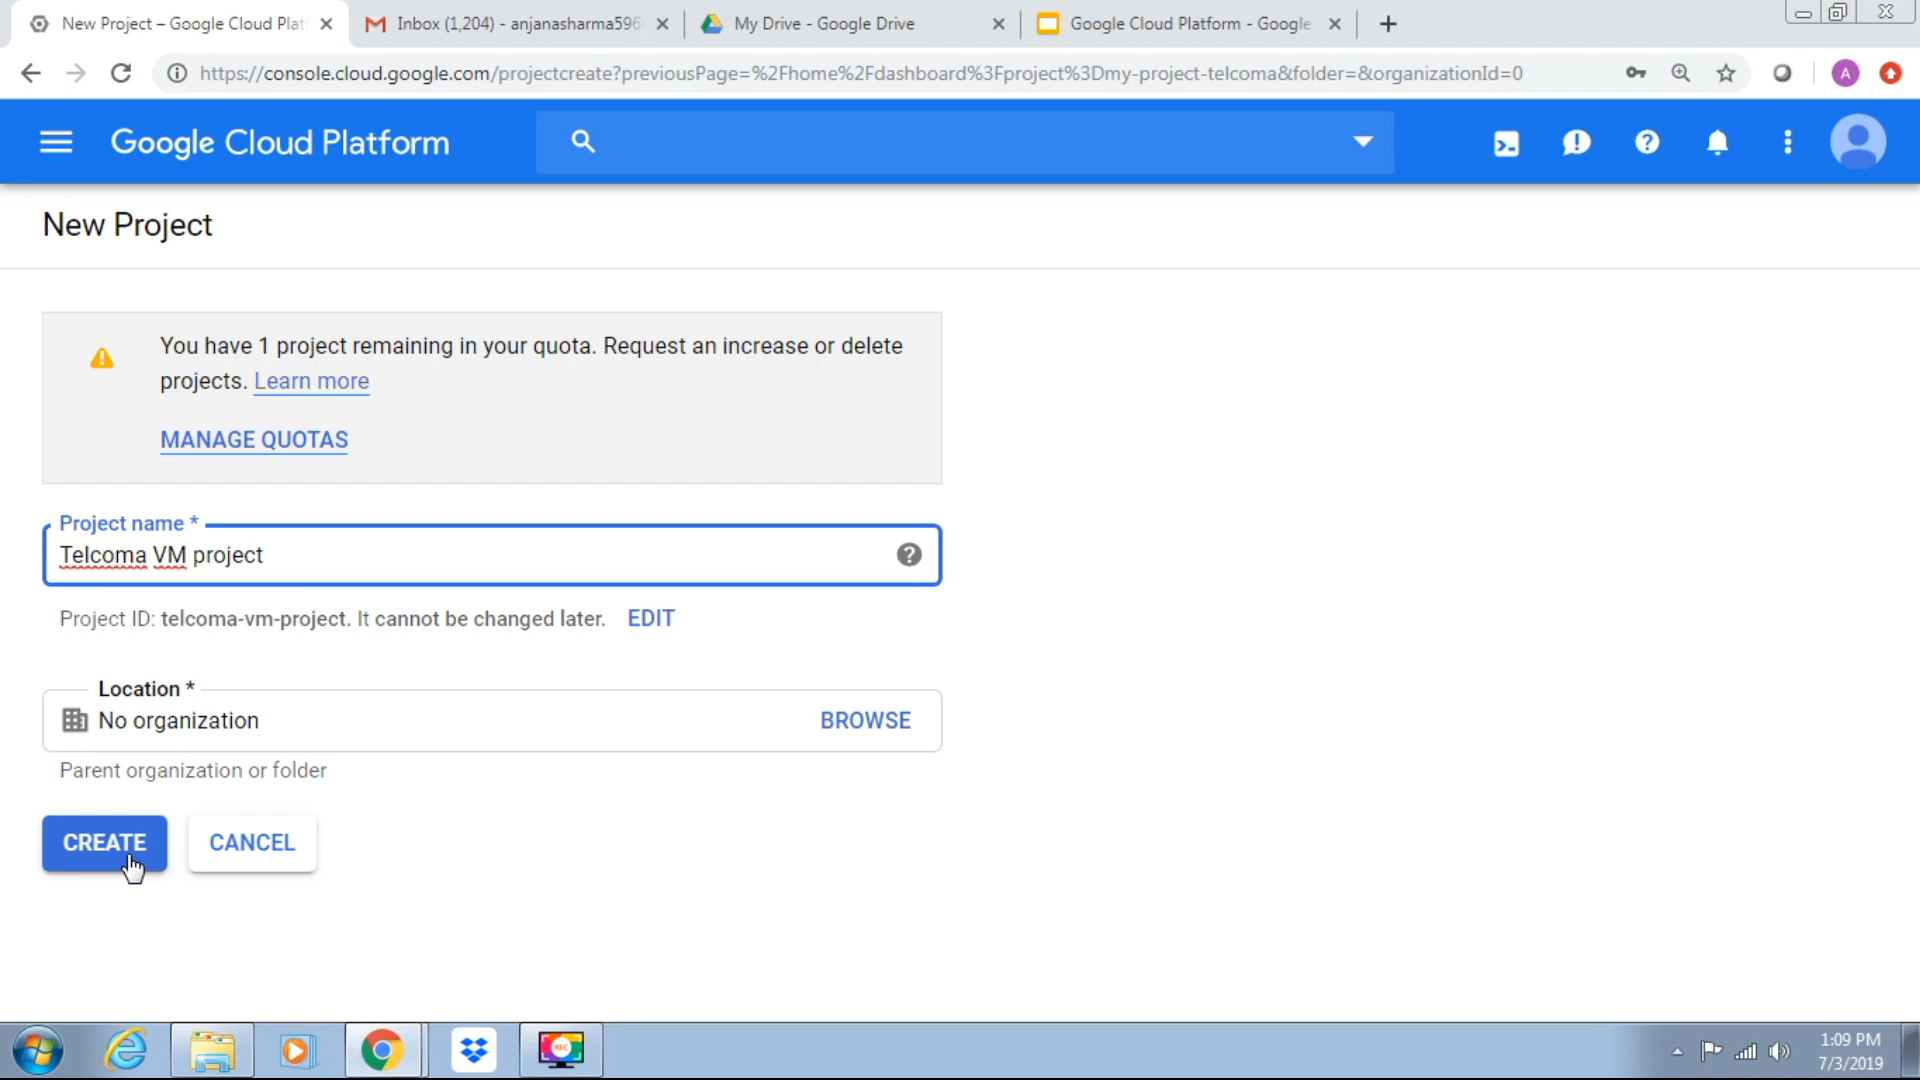 New Project – Google Cloud Plat
Inbox (1,204) - anjanasharma596
My Drive - Google Drive
Google Cloud Platform - Google
https://console.cloud.google.com/projectcreate?previousPage=%2Fhome%2Fdashboard%3Fproject%3Dmy-project-telcoma&folder=&organizationId=0
A
Google Cloud Platform
New Project
You have 1 project remaining in your quota. Request an increase or delete
projects. Learn more
MANAGE QUOTAS
Project name *
Telcoma VM project
Project ID: telcoma-vm-project. It cannot be changed later. EDIT
Location *
No organization BROWSE
Parent organization or folder
CREATE CANCEL
REC
1:09 PM
7/3/2019